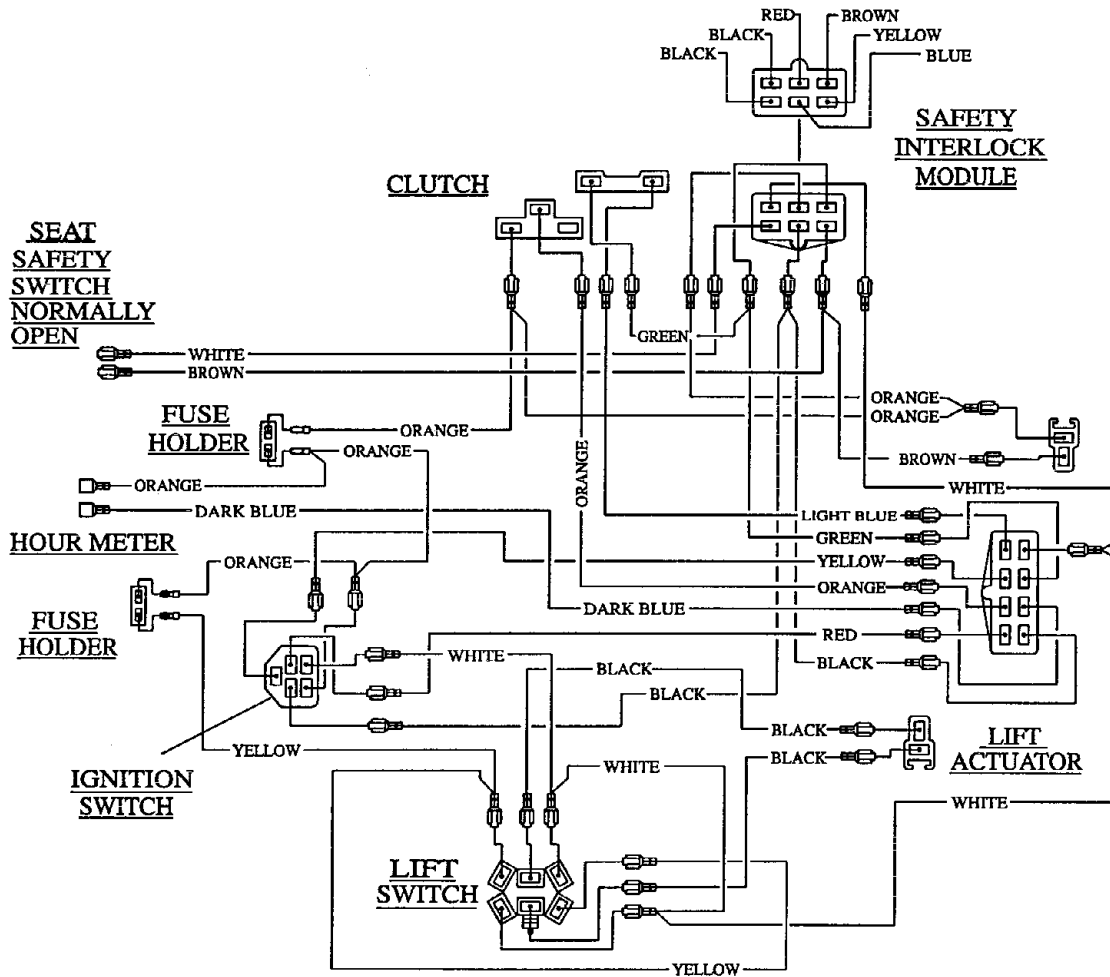 RED
BROWN
BLACK
YELLOW
BLACK
BLUE
SAFETY
INTERLOCK
MODULE
CLUTCH
SEAT
SAFETY
SWITCH
NORMALLY
OPEN
GREEN
WHITE
BROWN
ORANGE
ORANGE
FUSE
HOLDER
ORANGE
ORANGE
ORANGE
BROWN
ORANGE
WHITE
DARK BLUE
LIGHT BLUE
HOUR METER
GREEN
ORANGE
YELLOW
ORANGE
DARK BLUE
FUSE
HOLDER
RED
WHITE
BLACK
BLACK
BLACK
YELLOW
BLACK
LIFT
ACTUATOR
BLACK
WHITE
IGNITION
SWITCH
WHITE
LIFT
SWITCH
YELLOW